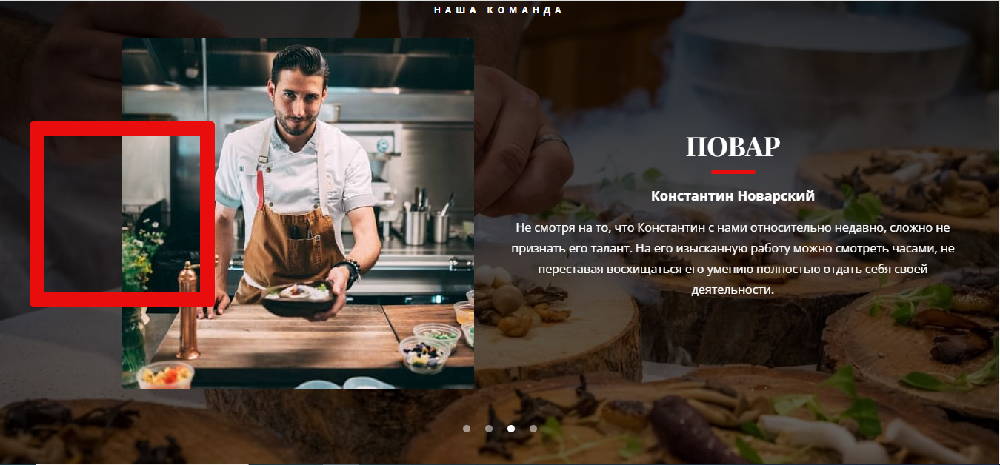 НАША КОМАНДА
ПОВАР
Константин Новарский
Не смотря на то, что Константин с нами относительно недавно, сложно не
признать его талант. На его изысканную работу можно смотреть часами, не
переставая восхищаться его умению полностью отдать себя своей
деятельности.